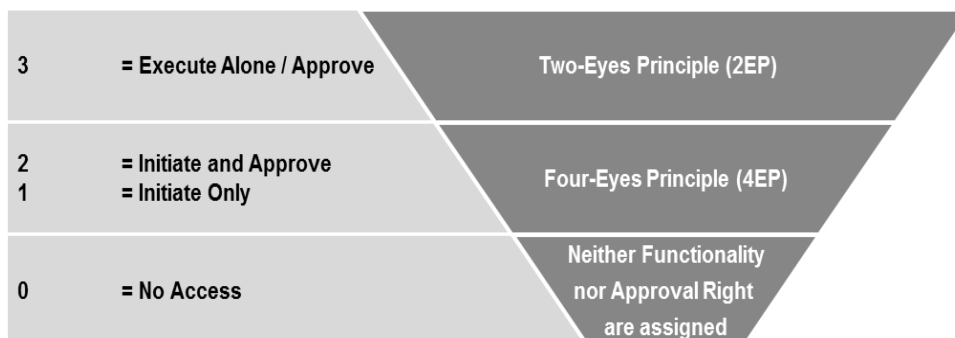 3 = Execute Alone / Approve
Two-Eyes Principle (2EP)
2 = Initiate and Approve
1 = Initiate Only
Four-Eyes Principle (4EP)
0 = No Access
Neither Functionality
nor Approval Right
are assigned